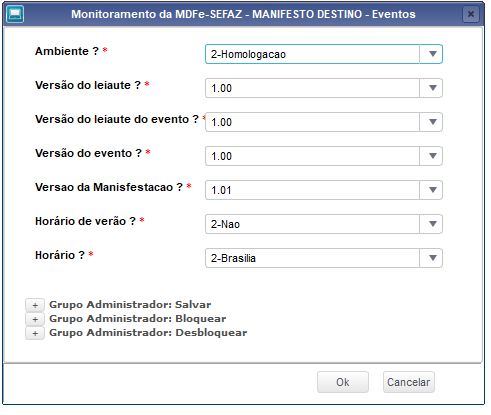 Monitoramento da MDFe-SEFAZ - MANIFESTO DESTINO - Eventos
Ambiente ? * 2-Homologacao
Versão do leiaute ? * 1.00
Versão do leiaute do evento ? * 1.00
Versão do evento ? * 1.00
Versao da Manisfestacao ? * 1.01
Horário de verão ? * 2-Nao
Horário ? * 2-Brasilia
+ Grupo Administrador: Salvar
+ Grupo Administrador: Bloquear
+ Grupo Administrador: Desbloquear
Ok Cancelar